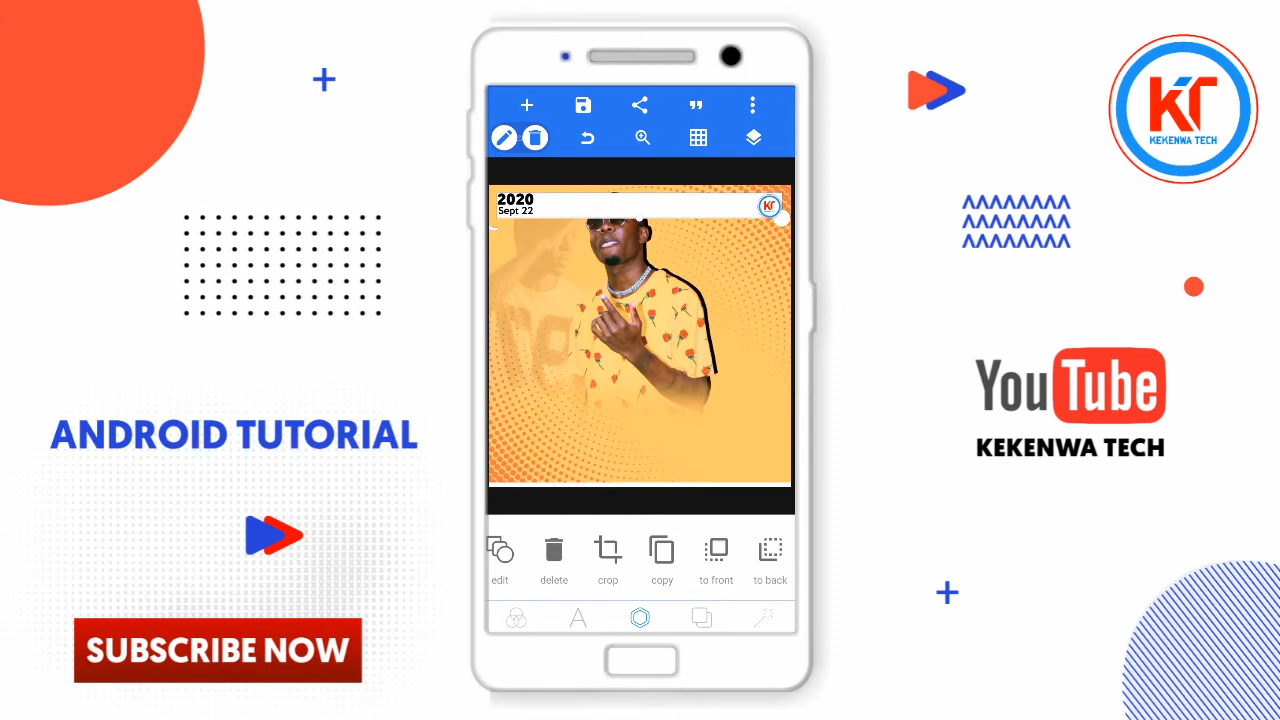 KT
KEKENWA TECH
2020
Sept 22
KT
ANDROID TUTORIAL
SUBSCRIBE NOW
edit
delete
crop
copy
to front
to back
YouTube
KEKENWA TECH